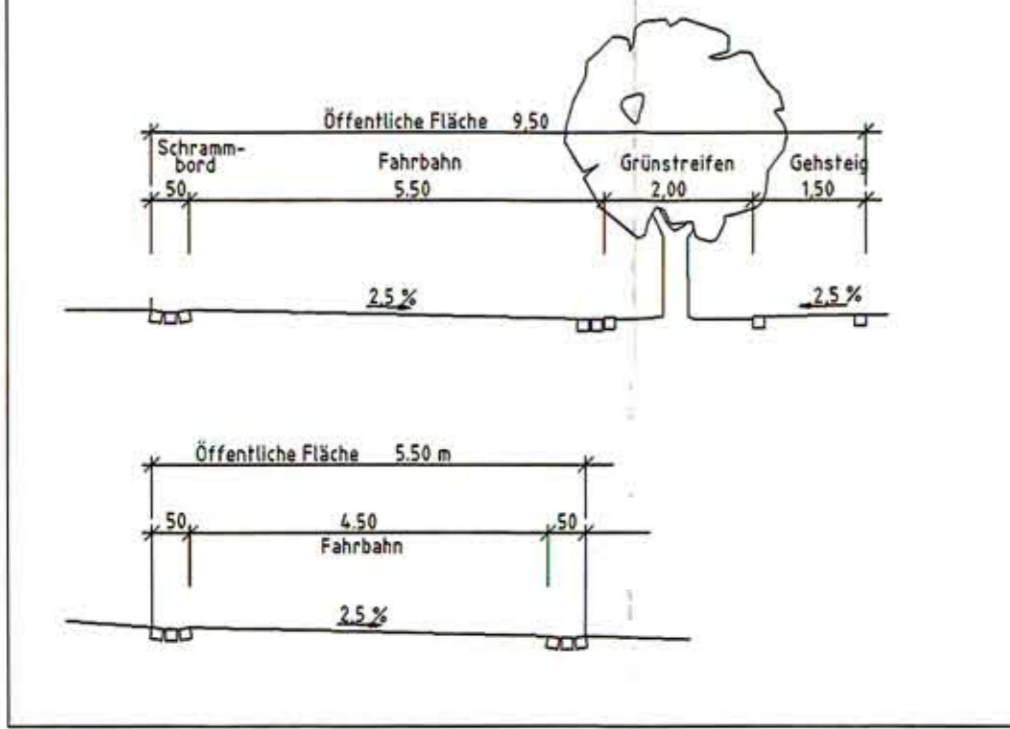 Öffentliche Fläche 9,50
Schramm-
bord
Fahrbahn
Grünstreifen
Gehsteig
50
5.50
2,00
1,50
2,5 %
2,5 %
Öffentliche Fläche 5.50 m
50
4.50
50
Fahrbahn
2,5 %